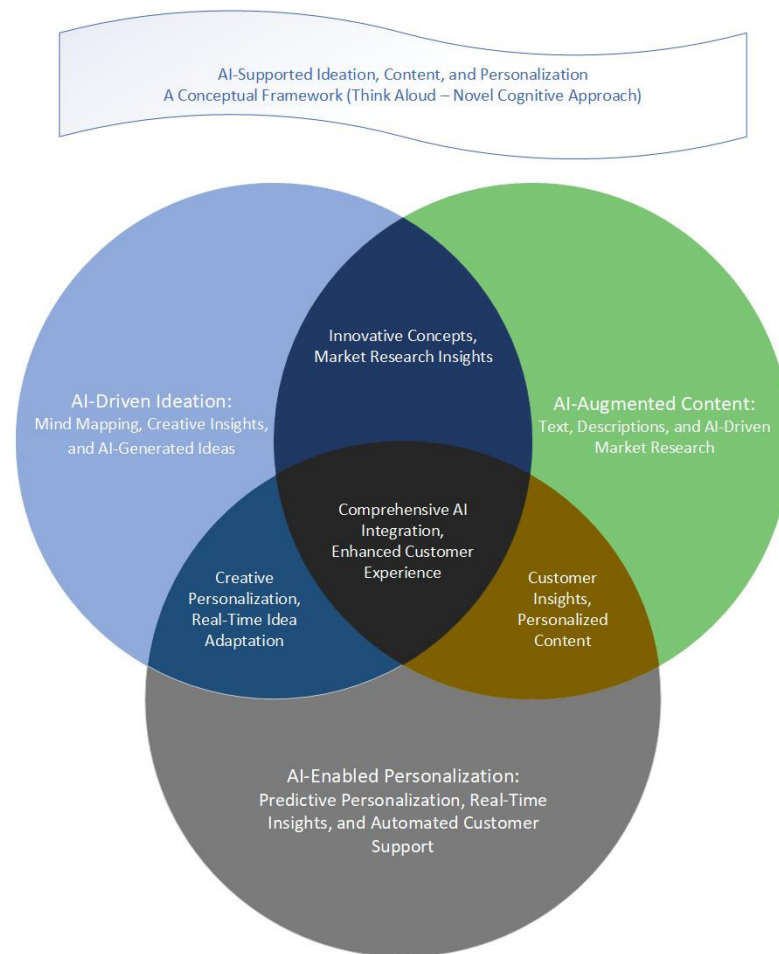 AI-Supported Ideation, Content, and Personalization
A Conceptual Framework (Think Aloud – Novel Cognitive Approach)
Innovative Concepts,
Market Research Insights
AI-Driven Ideation:
Mind Mapping, Creative Insights,
and AI-Generated Ideas
AI-Augmented Content:
Text, Descriptions, and AI-Driven
Market Research
Comprehensive AI
Integration,
Enhanced Customer
Experience
Creative
Personalization,
Real-Time Idea
Adaptation
Customer
Insights,
Personalized
Content
AI-Enabled Personalization:
Predictive Personalization, Real-Time
Insights, and Automated Customer
Support